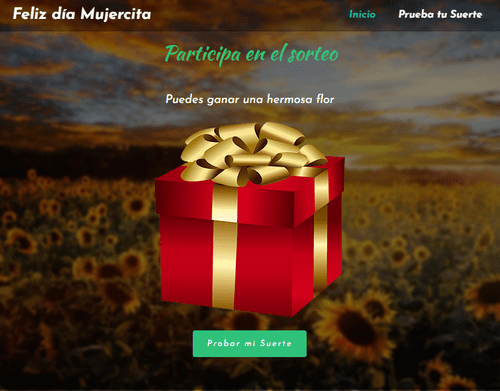 Feliz día Mujercita
Inicio
Prueba tu Suerte
Participa en el sorteo
Puedes ganar una hermosa flor
Probar mi Suerte